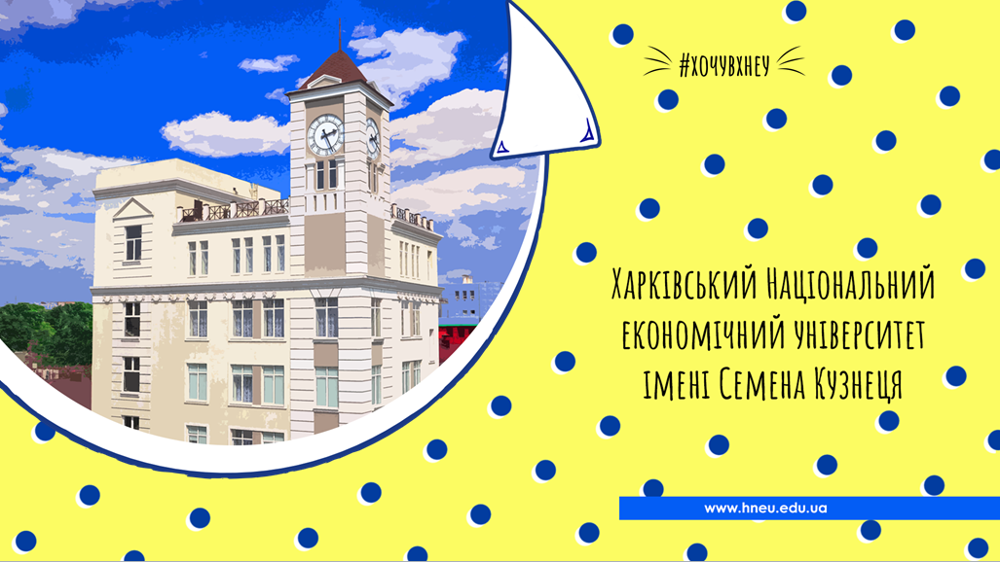 #хочувхнеу
Харківський Національний
економічний університет
імені Семена Кузнеця
www.hneu.edu.ua